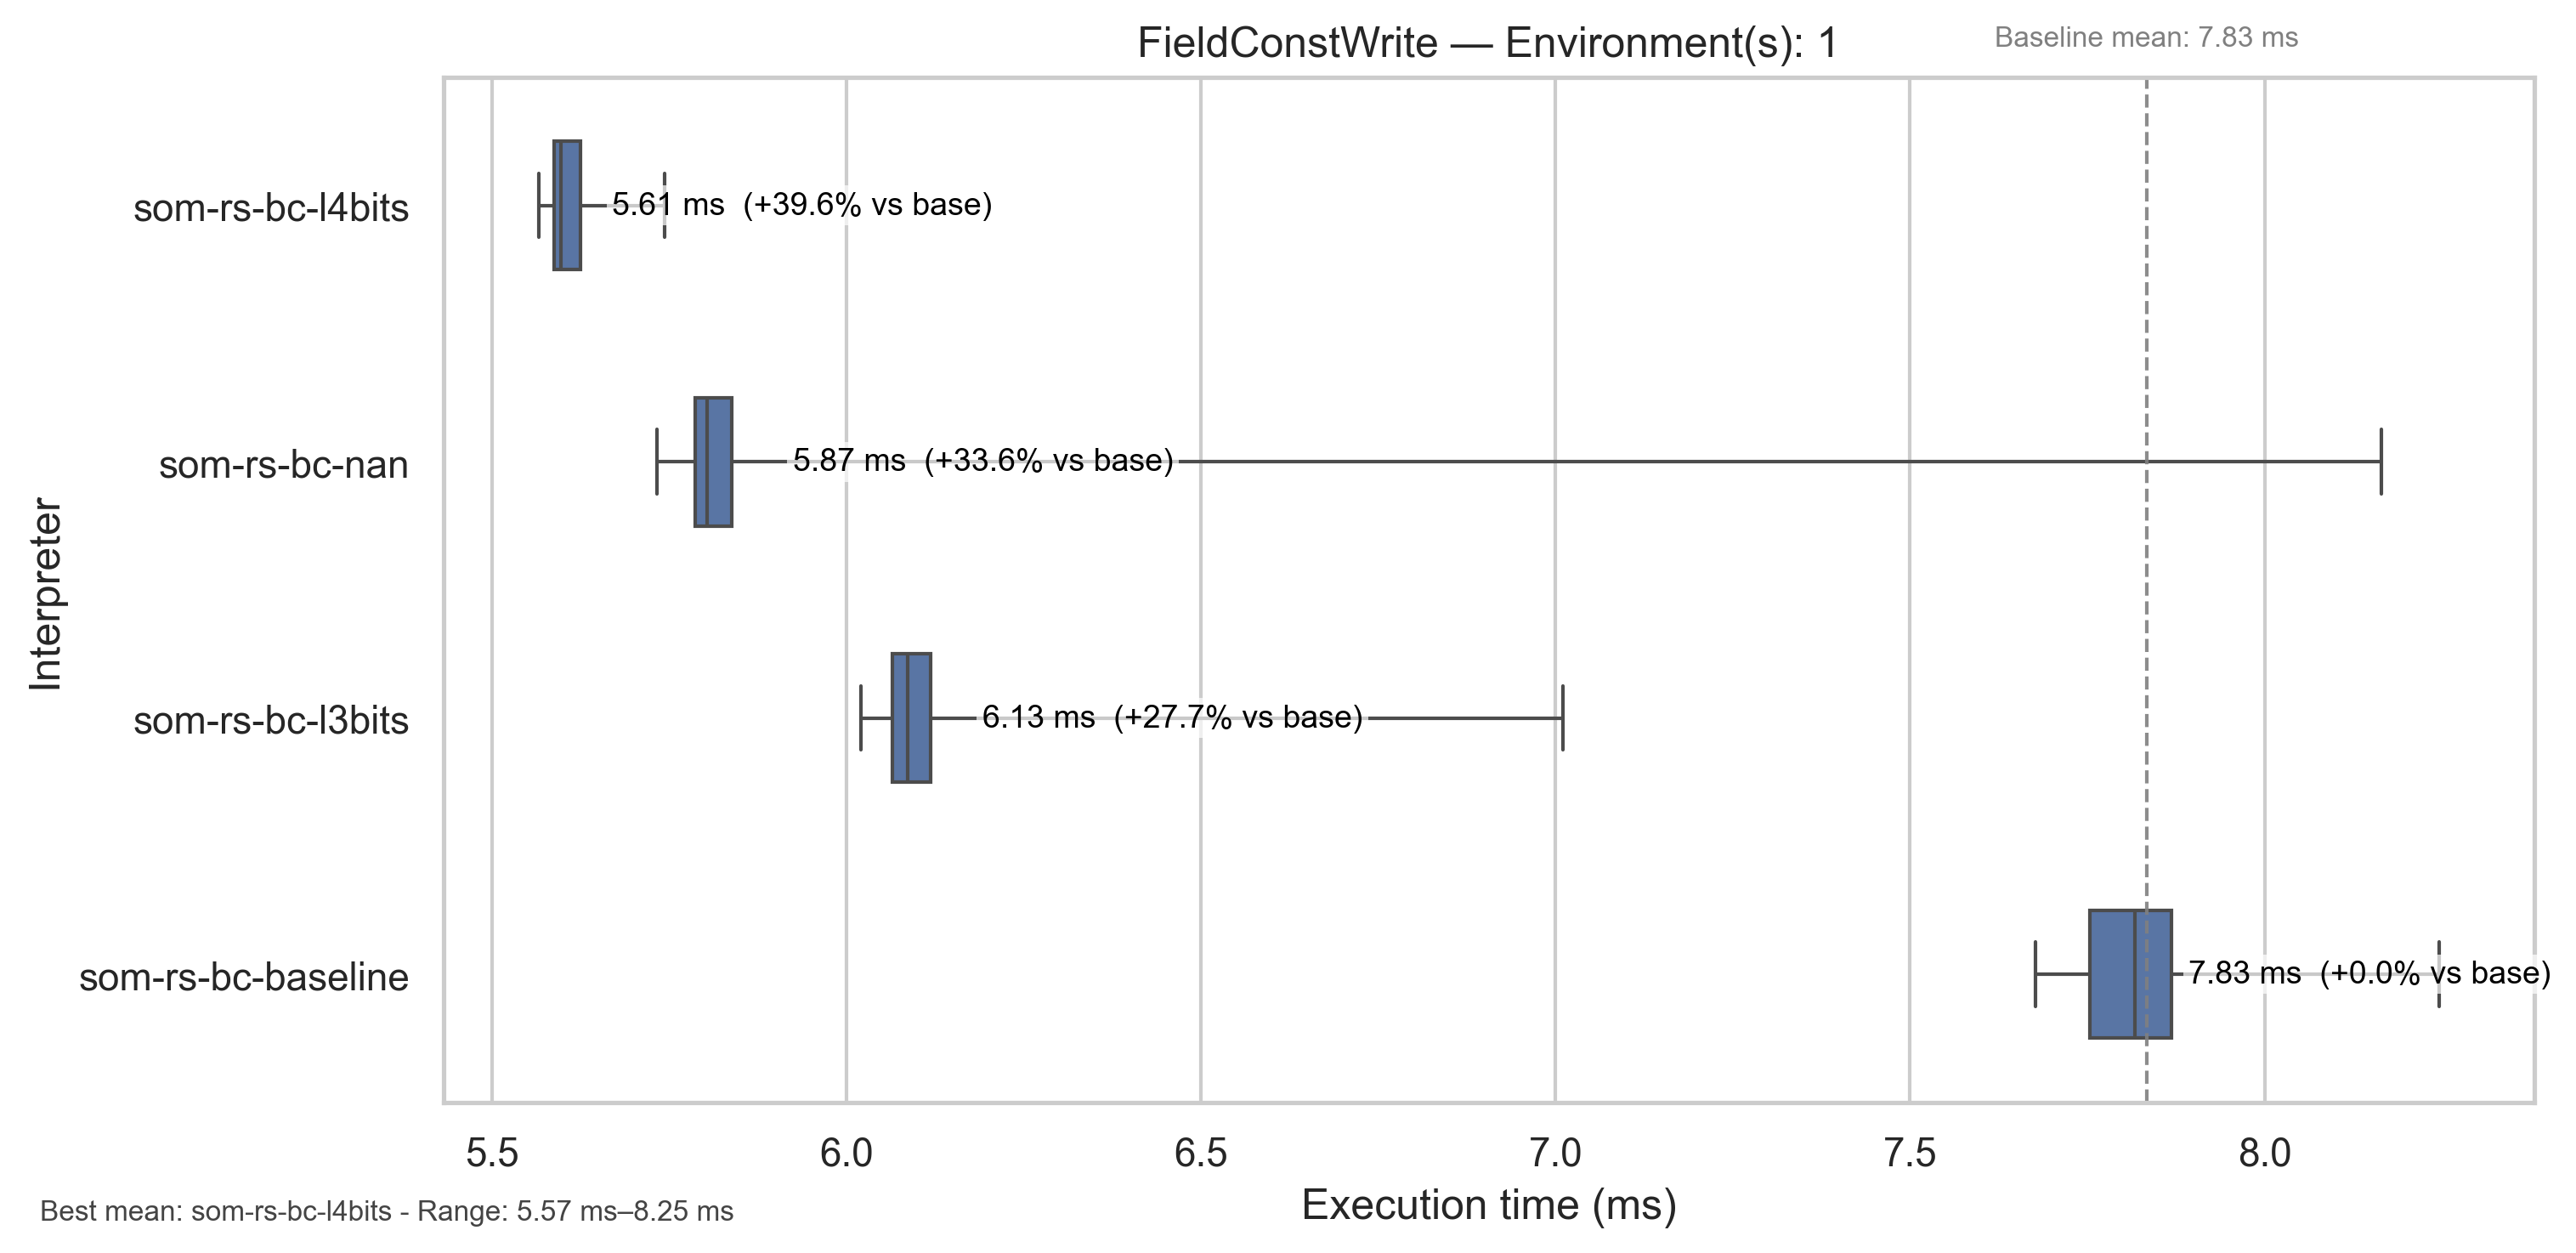 FieldConstWrite — Environment(s): 1
Baseline mean: 7.83 ms
som-rs-bc-l4bits
5.61 ms (+39.6% vs base)
som-rs-bc-nan
5.87 ms (+33.6% vs base)
Interpreter
som-rs-bc-l3bits
6.13 ms (+27.7% vs base)
som-rs-bc-baseline
7.83 ms (+0.0% vs base)
5.5 6.0 6.5 7.0 7.5 8.0
Execution time (ms)
Best mean: som-rs-bc-l4bits - Range: 5.57 ms–8.25 ms